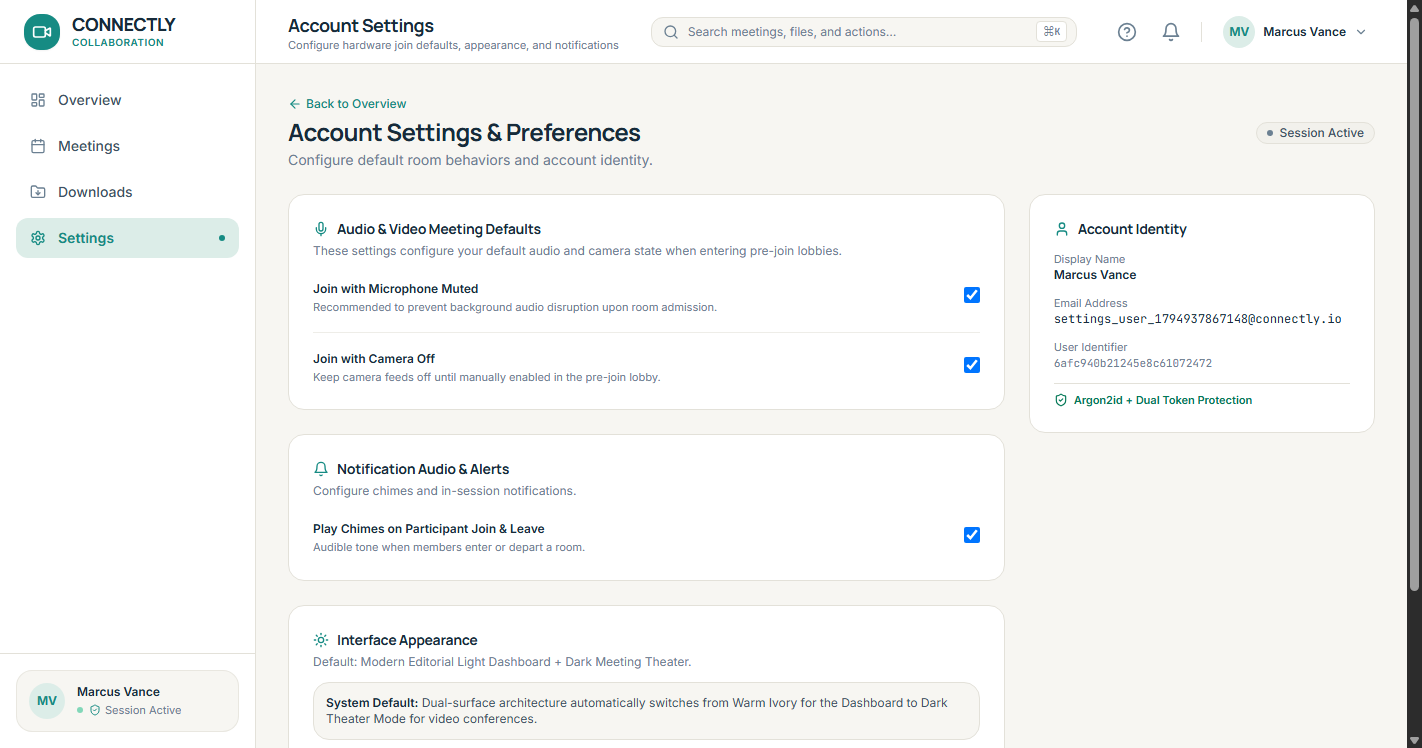 CONNECTLY
COLLABORATION
Account Settings
Configure hardware join defaults, appearance, and notifications
Search meetings, files, and actions...
⌘K
MV
Marcus Vance
Overview
Meetings
Downloads
Settings
Back to Overview
Account Settings & Preferences
Configure default room behaviors and account identity.
Session Active
Audio & Video Meeting Defaults
These settings configure your default audio and camera state when entering pre-join lobbies.
Join with Microphone Muted
Recommended to prevent background audio disruption upon room admission.
Join with Camera Off
Keep camera feeds off until manually enabled in the pre-join lobby.
Notification Audio & Alerts
Configure chimes and in-session notifications.
Play Chimes on Participant Join & Leave
Audible tone when members enter or depart a room.
Interface Appearance
Default: Modern Editorial Light Dashboard + Dark Meeting Theater.
System Default: Dual-surface architecture automatically switches from Warm Ivory for the Dashboard to Dark
Theater Mode for video conferences.
Account Identity
Display Name
Marcus Vance
Email Address
settings_user_1794937867148@connectly.io
User Identifier
6afc940b21245e8c61072472
Argon2id + Dual Token Protection
MV
Marcus Vance
Session Active